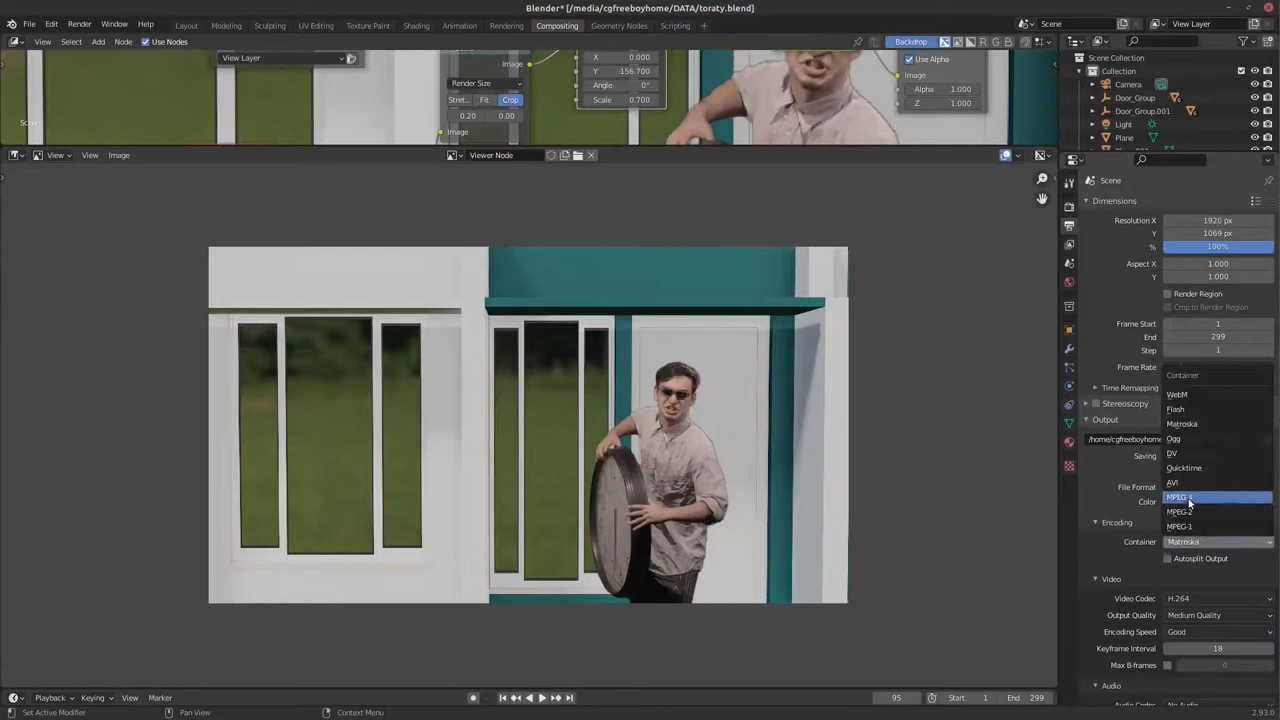 Blender* [/media/cgfreeboyhome/DATA/toraty.blend]
File Edit Render Window Help
Layout Modeling Sculpting UV Editing Texture Paint Shading Animation Rendering Compositing Geometry Nodes Scripting
Scene
View Layer
View Select Add Node Use Nodes
Backdrop
R G B
View Layer
Image
Render Size
Stret... Fit Crop
0.20 0.00
Image
X 0.000
Y -156.700
Angle 0°
Scale 0.700
Use Alpha
Image
Alpha 1.000
Z 1.000
Scene Collection
Collection
Camera
Door_Group
Door_Group.001
Light
Plane
View View Image
Viewer Node
Scene
Dimensions
Resolution X 1920 px
Y 1069 px
% 100%
Aspect X 1.000
Y 1.000
Render Region
Crop to Render Region
Frame Start 1
End 299
Step 1
Frame Rate
Time Remapping
Stereoscopy
Output
/home/cgfreeboyhome
Saving
File Format
Color
Encoding
Container
WebM
Flash
Matroska
Ogg
DV
Quicktime
AVI
MPEG-4
MPEG-2
MPEG-1
Container Matroska
Autosplit Output
Video
Video Codec H.264
Output Quality Medium Quality
Encoding Speed Good
Keyframe Interval 18
Max B-frames 0
Audio
Playback Keying View Marker
95 Start 1 End 299
Set Active Modifier Pan View Context Menu
2.93.0